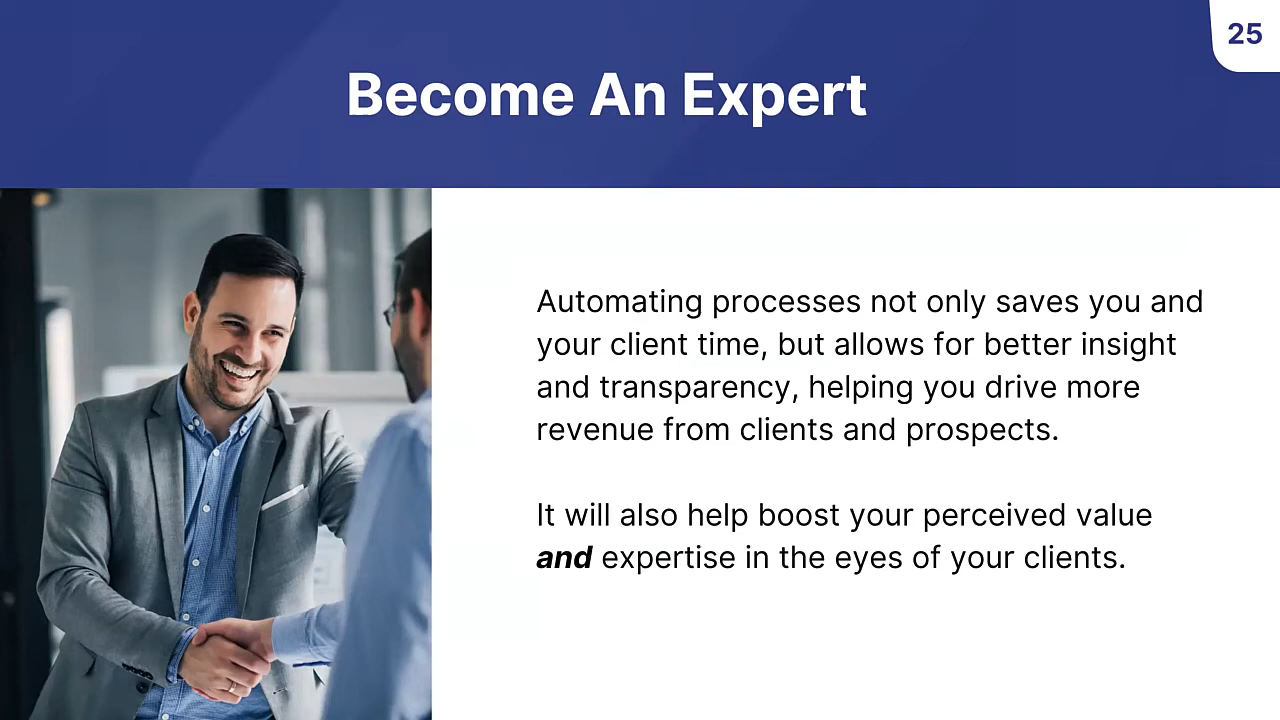 25
Become An Expert
Automating processes not only saves you and
your client time, but allows for better insight
and transparency, helping you drive more
revenue from clients and prospects.
It will also help boost your perceived value
and expertise in the eyes of your clients.